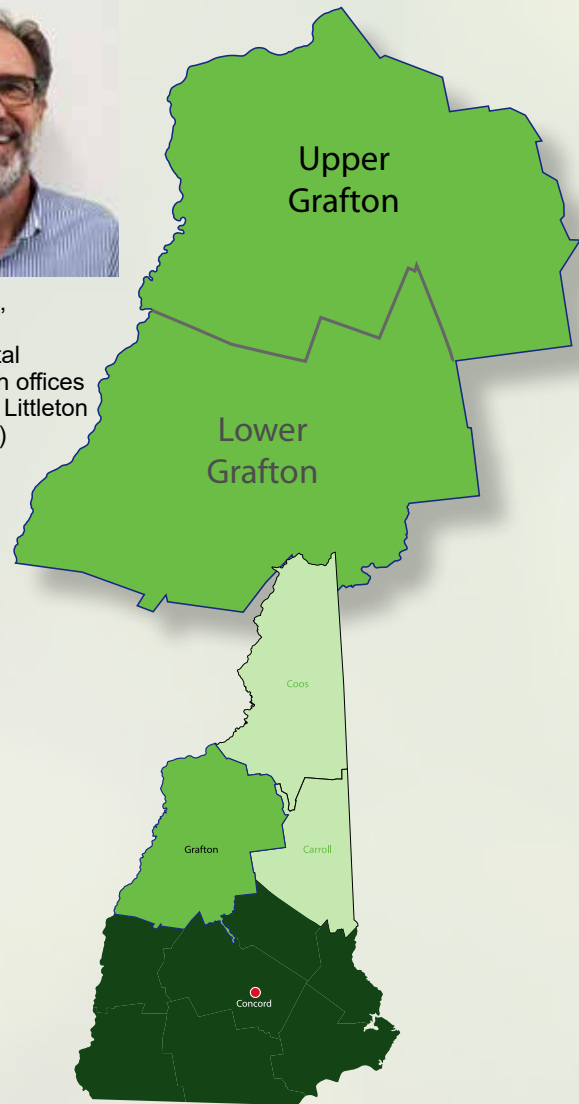 Upper
Grafton
,
tal
n offices
Littleton
)
Lower
Grafton
Coos
Grafton
Carroll
Concord